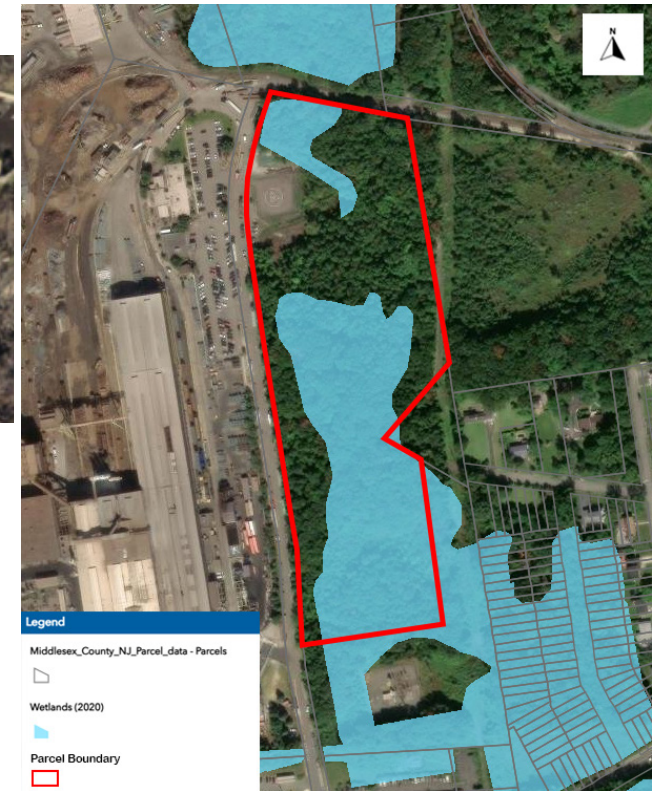 N
Legend
Middlesex_County_NJ_Parcel_data - Parcels
Wetlands (2020)
Parcel Boundary